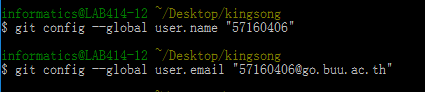 informatics@LAB414-12 ~/Desktop/kingsong
$ git config --global user.name "57160406"
informatics@LAB414-12 ~/Desktop/kingsong
$ git config --global user.email "57160406@go.buu.ac.th"